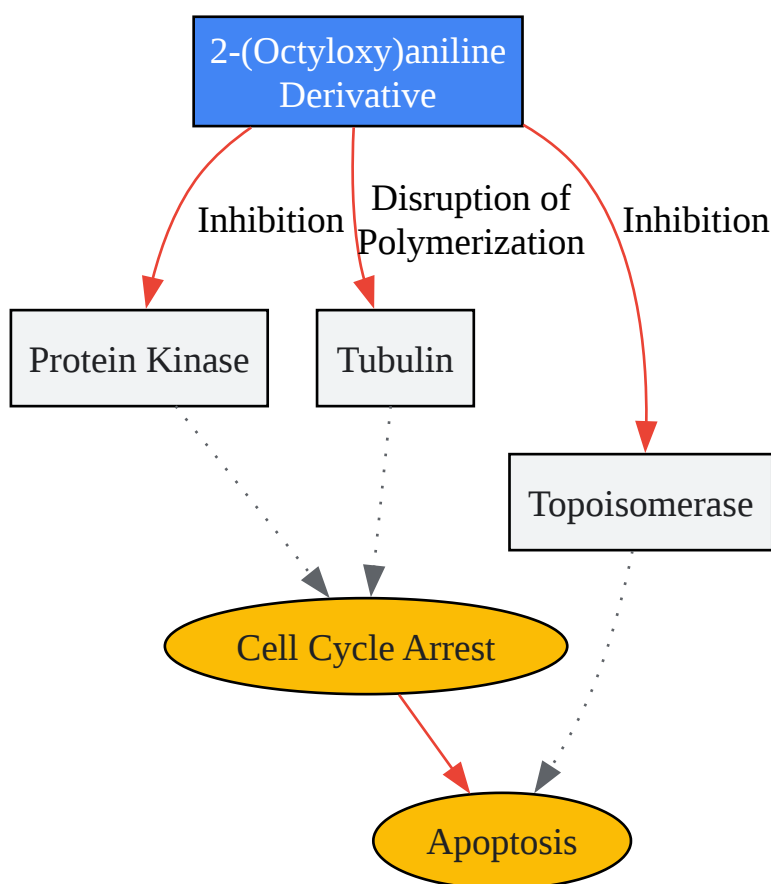 2-(Octyloxy)aniline
Derivative
Inhibition
Disruption of
Polymerization
Inhibition
Protein Kinase
Tubulin
Topoisomerase
Cell Cycle Arrest
Apoptosis